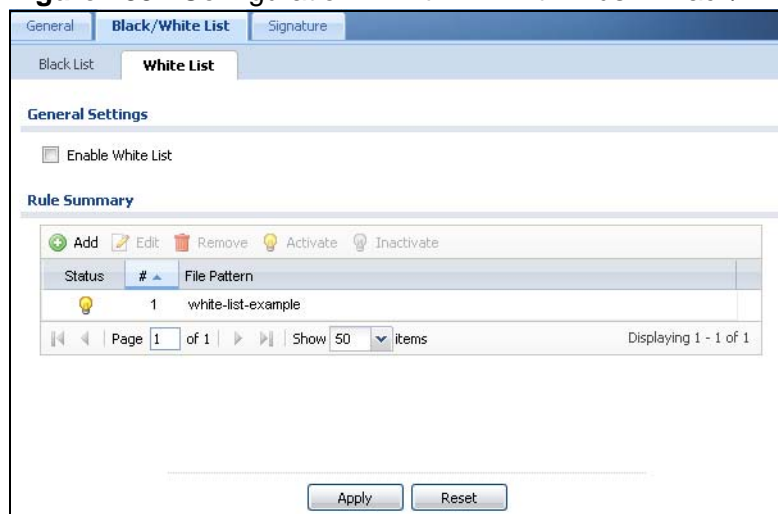 General Black/White List Signature
Black List White List
General Settings
Enable White List
Rule Summary
Add Edit Remove Activate Inactivate
Status # File Pattern
1 white-list-example
Page 1 of 1 Show 50 items Displaying 1 - 1 of 1
Apply Reset